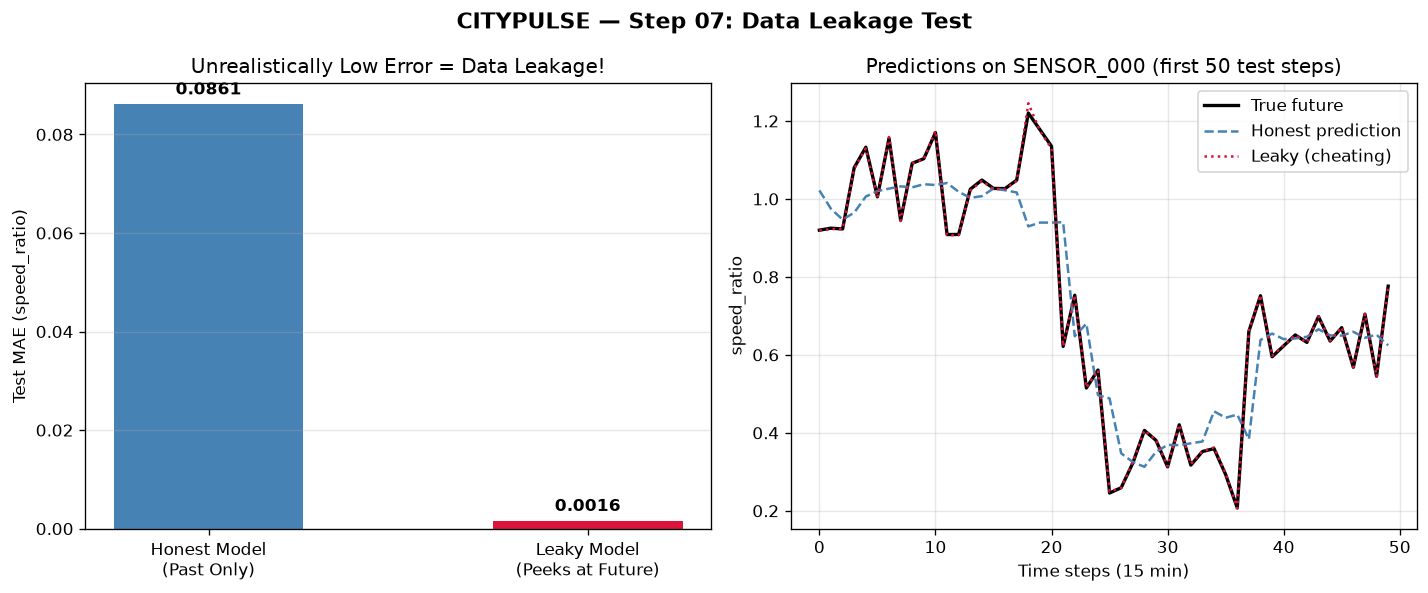 CITYPULSE — Step 07: Data Leakage Test
Unrealistically Low Error = Data Leakage!
0.0861
0.0016
Test MAE (speed_ratio)
0.08
0.06
0.04
0.02
0.00
Honest Model
(Past Only)
Leaky Model
(Peeks at Future)
Predictions on SENSOR_000 (first 50 test steps)
True future
Honest prediction
Leaky (cheating)
speed_ratio
1.2
1.0
0.8
0.6
0.4
0.2
0 10 20 30 40 50
Time steps (15 min)